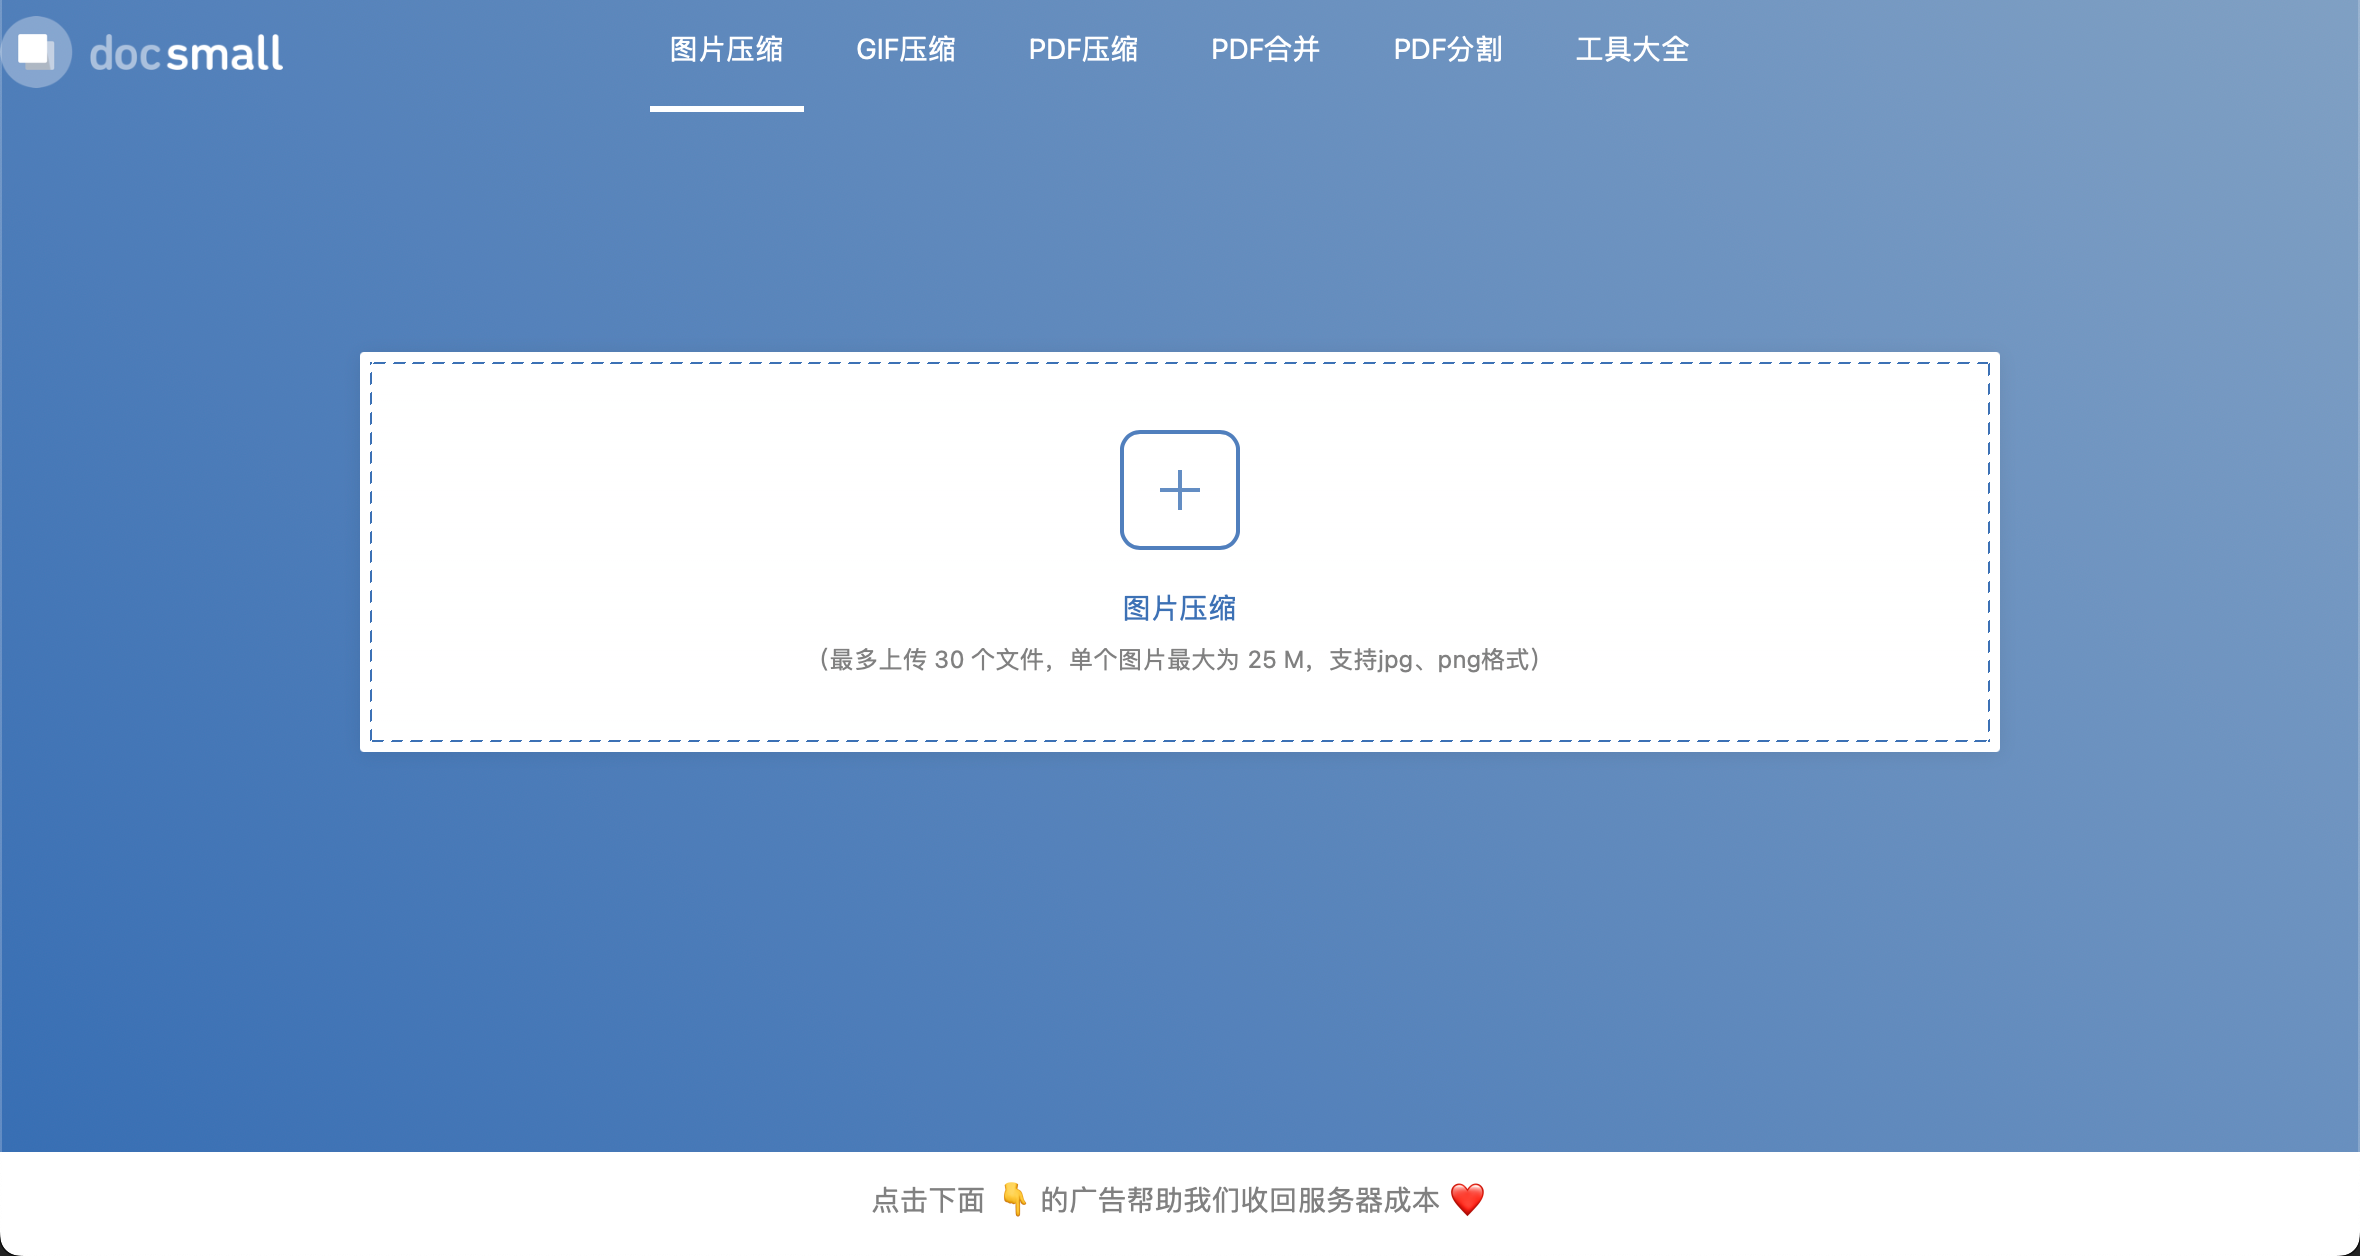 docsmall
图片压缩 GIF压缩 PDF压缩 PDF合并 PDF分割 工具大全
图片压缩
（最多上传 30 个文件，单个图片最大为 25 M，支持jpg、png格式）
点击下面 👇 的广告帮助我们收回服务器成本 ❤️